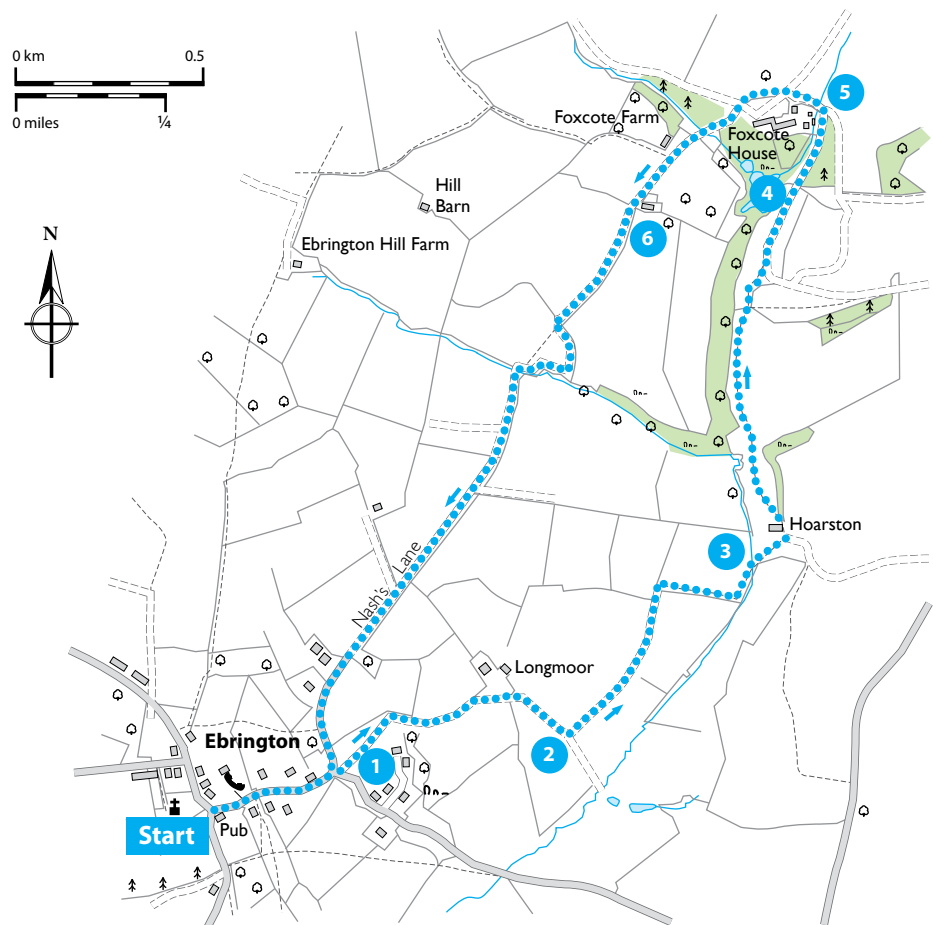 0 km 0.5
0 miles ¼
N
Foxcote Farm
Foxcote
House
5
4
Hill
Barn
6
Ebrington Hill Farm
Hoarston
3
Nash's Lane
Longmoor
Ebrington
1
2
Start
Pub